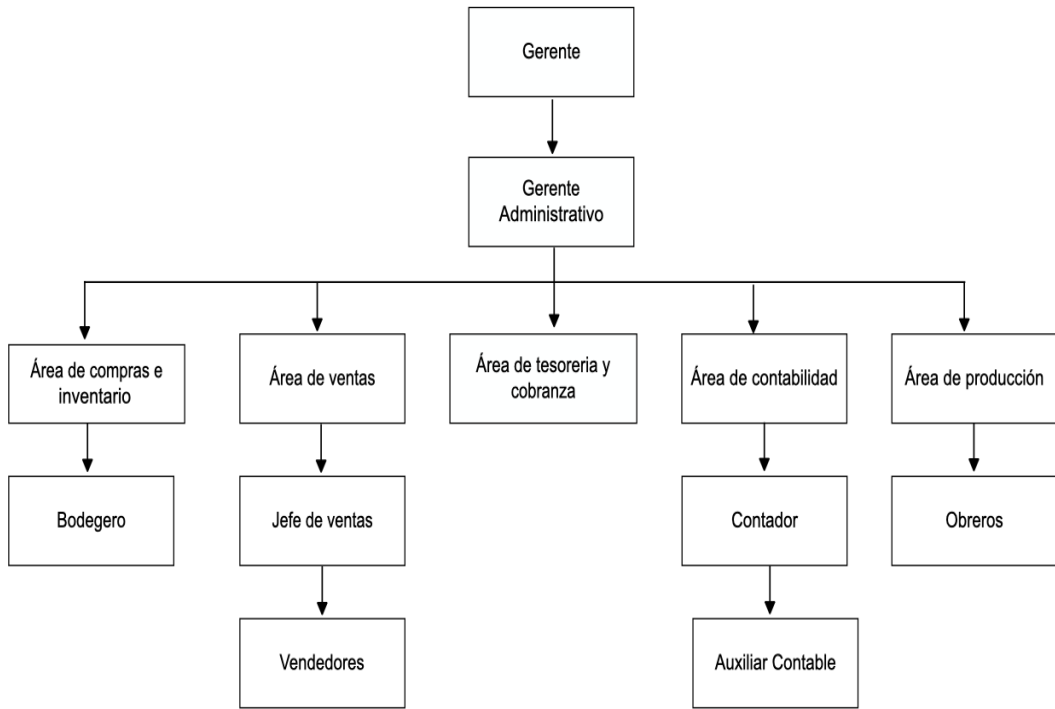 Gerente
Gerente
Administrativo
Área de compras e
inventario
Área de ventas
Área de tesoreria y
cobranza
Área de contabilidad
Área de producción
Bodegero
Jefe de ventas
Contador
Obreros
Vendedores
Auxiliar Contable